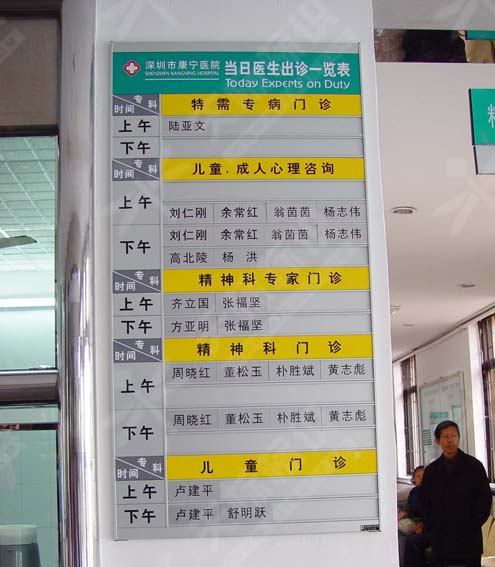 深圳市康宁医院 当日医生出诊一览表
SHENZHEN KANGNING HOSPITAL Today Experts on Duty
时间 专科 特需专病门诊
上午 陆亚文
下午
时间 专科 儿童.成人心理咨询
上午
刘仁刚 余常红 翁茵茵 杨志伟
下午 刘仁刚 余常红 翁茵茵 杨志伟
高北陵 杨洪
时间 专科 精神科专家门诊
上午 齐立国 张福坚
下午 方亚明 张福坚
时间 专科 精神科门诊
上午 周晓红 董松玉 朴胜斌 黄志彪
下午 周晓红 董松玉 朴胜斌 黄志彪
时间 专科 儿童门诊
上午 卢建平
下午 卢建平 舒明跃